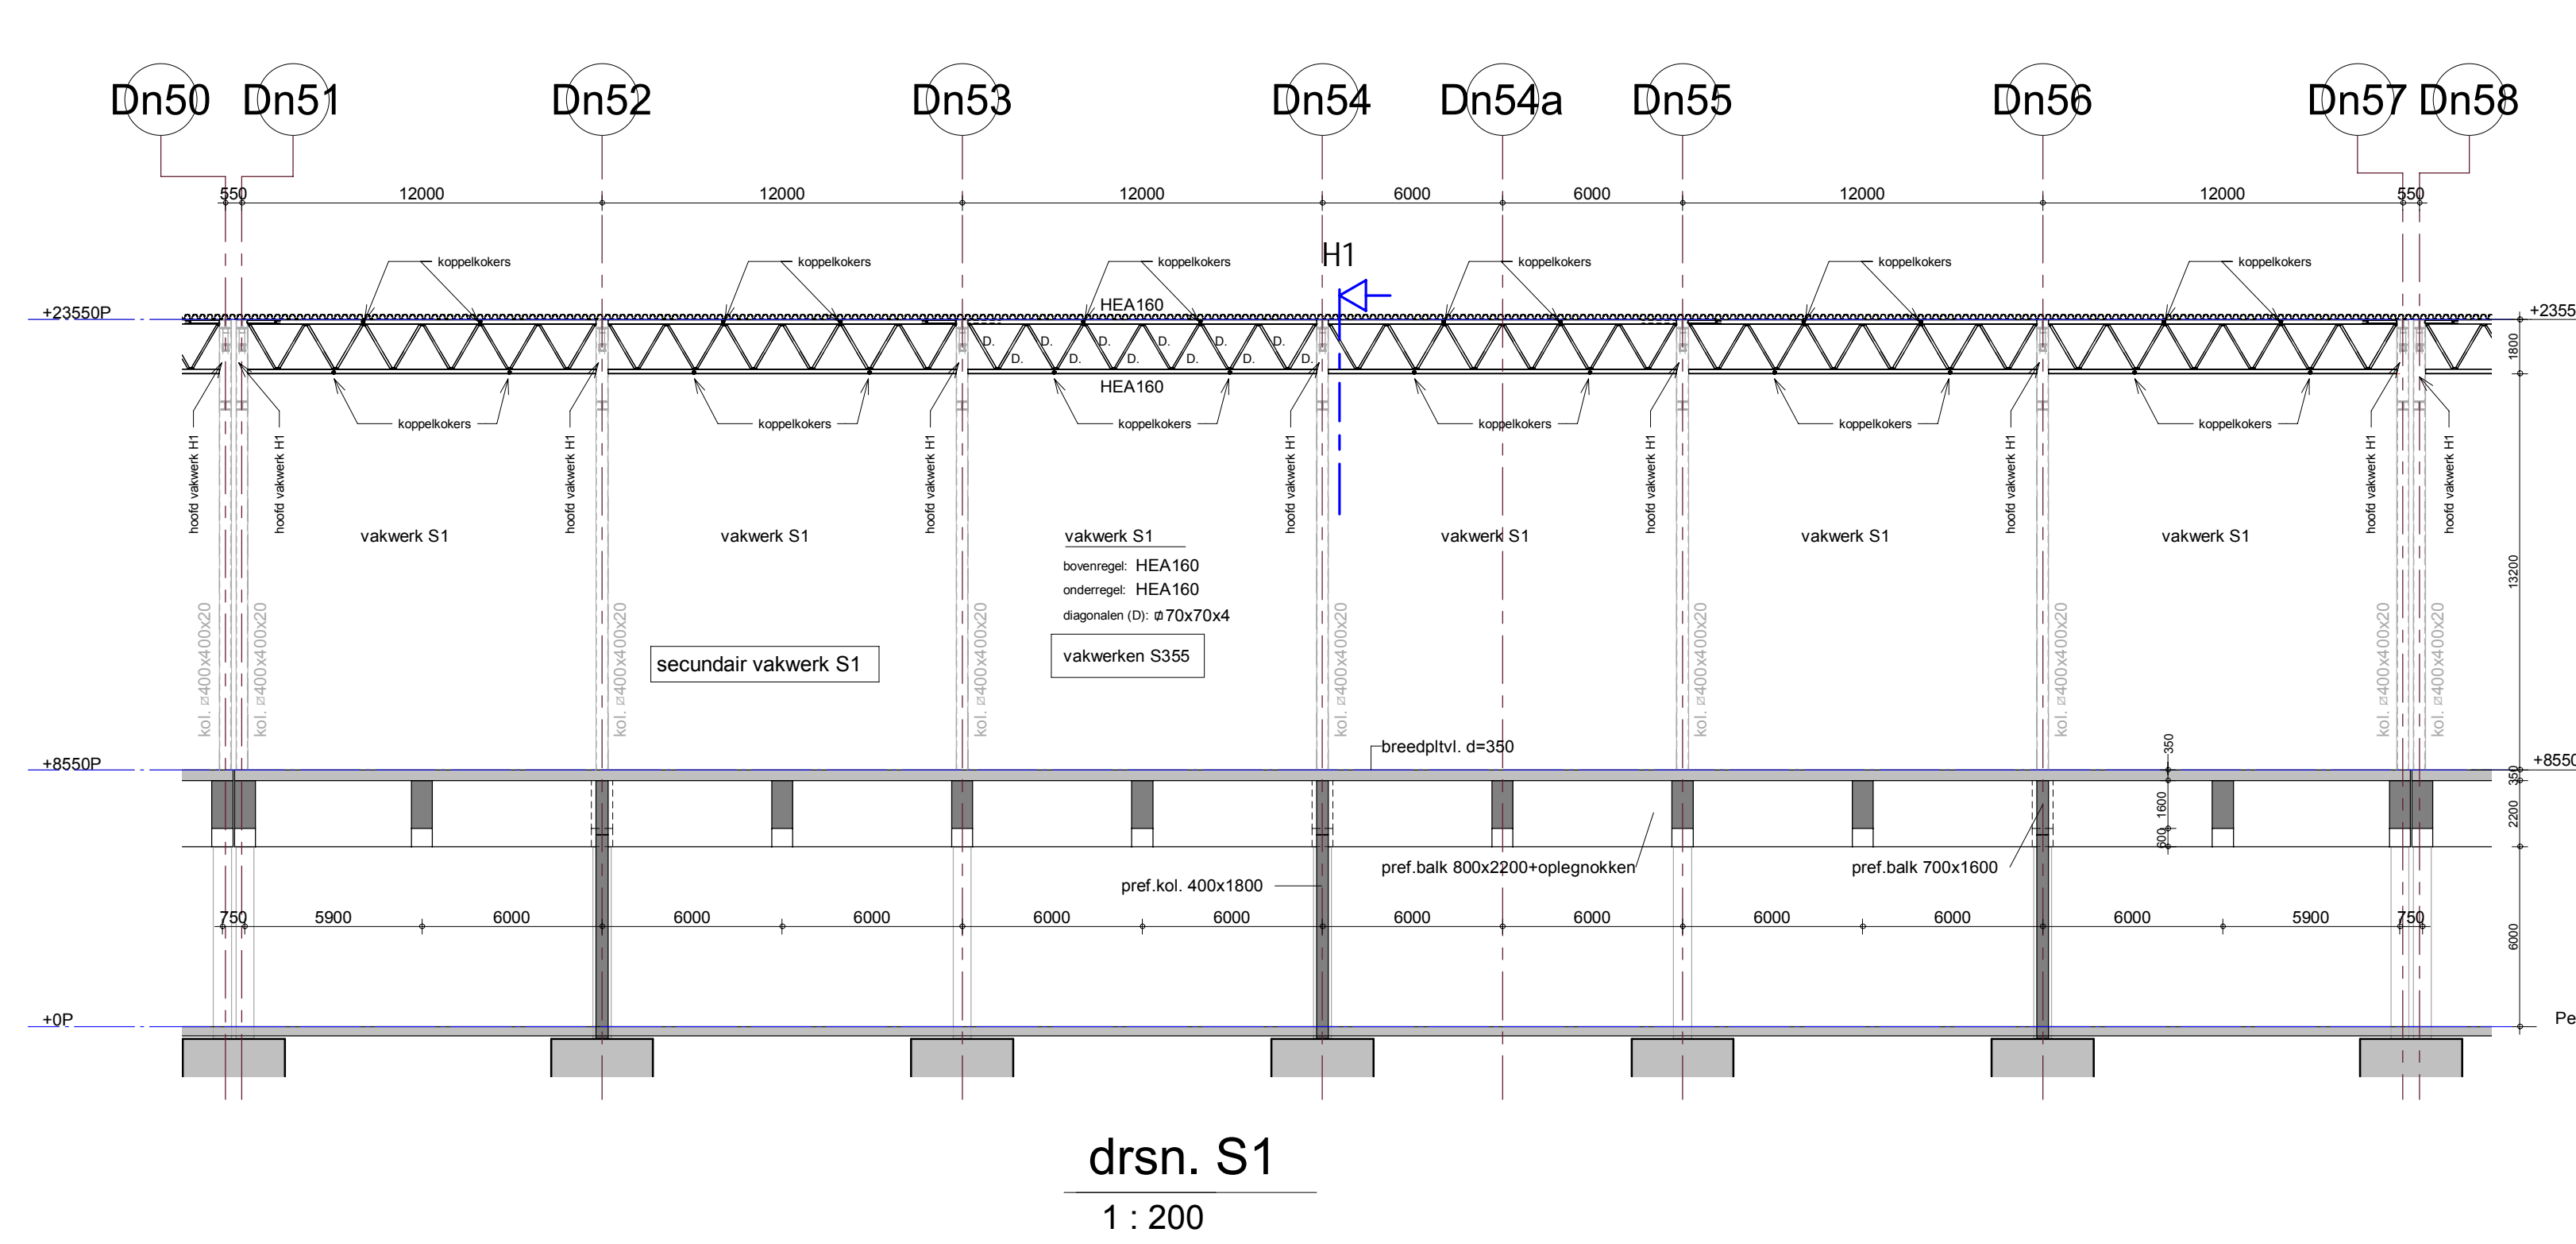 Dn50 Dn51 Dn52 Dn53 Dn54 Dn54a Dn55 Dn56 Dn57 Dn58
550 12000 12000 12000 6000 6000 12000 12000 550
H1
koppelkokers koppelkokers koppelkokers koppelkokers koppelkokers koppelkokers
+23550P HEA160 +2355
D. D. D. D. D. D.
D. D. D. D. D. D.
1800
HEA160
koppelkokers koppelkokers koppelkokers koppelkokers koppelkokers koppelkokers
hoofd vakwerk H1 hoofd vakwerk H1 hoofd vakwerk H1 hoofd vakwerk H1 hoofd vakwerk H1 hoofd vakwerk H1 hoofd vakwerk H1 hoofd vakwerk H1 hoofd vakwerk H1
vakwerk S1 vakwerk S1 vakwerk S1 vakwerk S1 vakwerk S1 vakwerk S1
bovenregel: HEA160
13200
onderregel: HEA160
diagonalen (D): ⌀70x70x4
secundair vakwerk S1
vakwerken S355
kol. ⌀400x400x20 kol. ⌀400x400x20 kol. ⌀400x400x20 kol. ⌀400x400x20 kol. ⌀400x400x20 kol. ⌀400x400x20 kol. ⌀400x400x20 kol. ⌀400x400x20 kol. ⌀400x400x20
breedpltvl. d=350
350
+8550P +8550
350
1600 2200
600
pref.balk 800x2200+oplegnokken
pref.balk 700x1600
pref.kol. 400x1800
750 5900 6000 6000 6000 6000 6000 6000 6000 6000 6000 6000 5900 750
6000
+0P Pe
drsn. S1
1 : 200